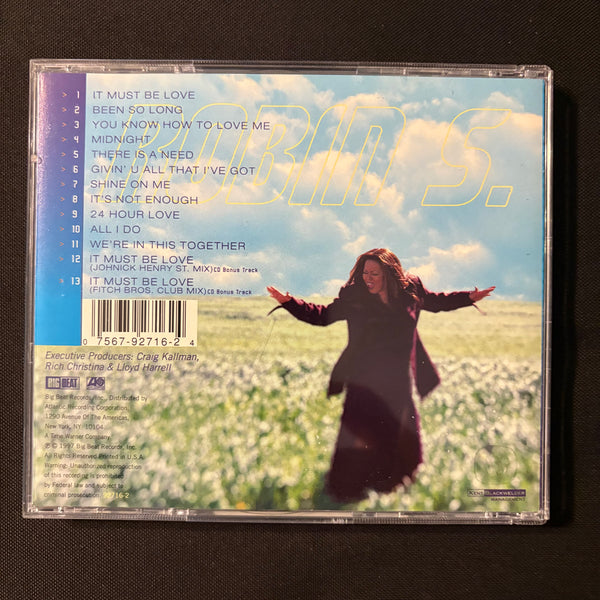 ROBIN S.
> 1 IT MUST BE LOVE
> 2 BEEN SO LONG
> 3 YOU KNOW HOW TO LOVE ME
> 4 MIDNIGHT
> 5 THERE IS A NEED
> 6 GIVIN' U ALL THAT I'VE GOT
> 7 SHINE ON ME
> 8 IT'S NOT ENOUGH
> 9 24 HOUR LOVE
> 10 ALL I DO
> 11 WE'RE IN THIS TOGETHER
> 12 IT MUST BE LOVE
(JOHNICK HENRY ST. MIX) CD Bonus Track
> 13 IT MUST BE LOVE
(FITCH BROS. CLUB MIX) CD Bonus Track
0 7567-92716-2 4
Executive Producers: Craig Kallman,
Rich Christina & Lloyd Harrell
BIG BEAT
Big Beat Records, Inc., Distributed by
Atlantic Recording Corporation,
1290 Avenue Of The Americas,
New York, NY. 10104
A Time Warner Company.
℗ © 1997 Big Beat Records, Inc.
All Rights Reserved Printed in U.S.A.
Warning: Unauthorized reproduction
of this recording is prohibited
by Federal law and subject to
criminal prosecution. 92716-2
BLACKWELDER
MANAGEMENT